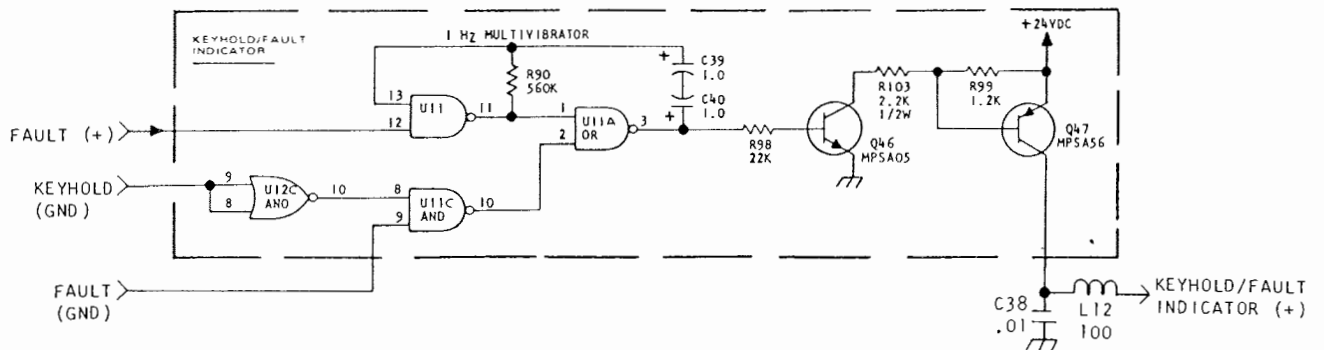 KEYHOLD/FAULT
INDICATOR
1 Hz MULTIVIBRATOR
+24VDC
R90
560K
+
C39
1.0
C40
1.0
+
R103
2.2K
1/2W
R99
1.2K
13
12
U11
11
1
2
U11A
OR
3
R98
22K
Q46
MPSA05
Q47
MPSA56
FAULT (+)
KEYHOLD
(GND)
9
8
U12C
AND
10
8
9
U11C
AND
10
FAULT
(GND)
C38
.01
L12
100
KEYHOLD/FAULT
INDICATOR (+)